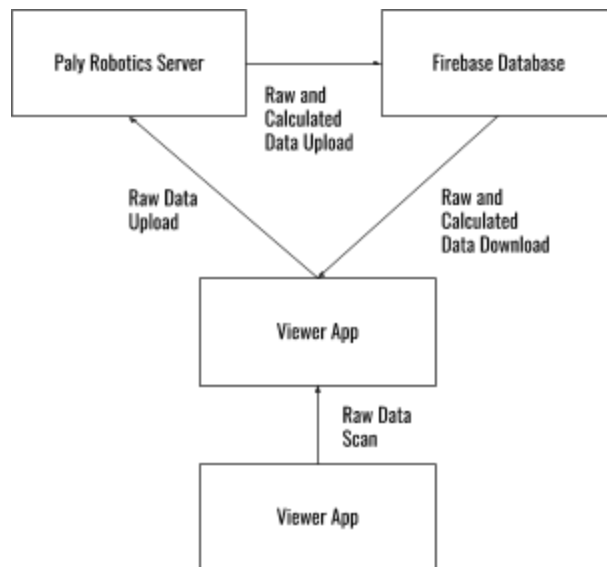 Paly Robotics Server
Firebase Database
Raw and
Calculated
Data Upload
Raw Data
Upload
Raw and
Calculated
Data Download
Viewer App
Raw Data
Scan
Viewer App